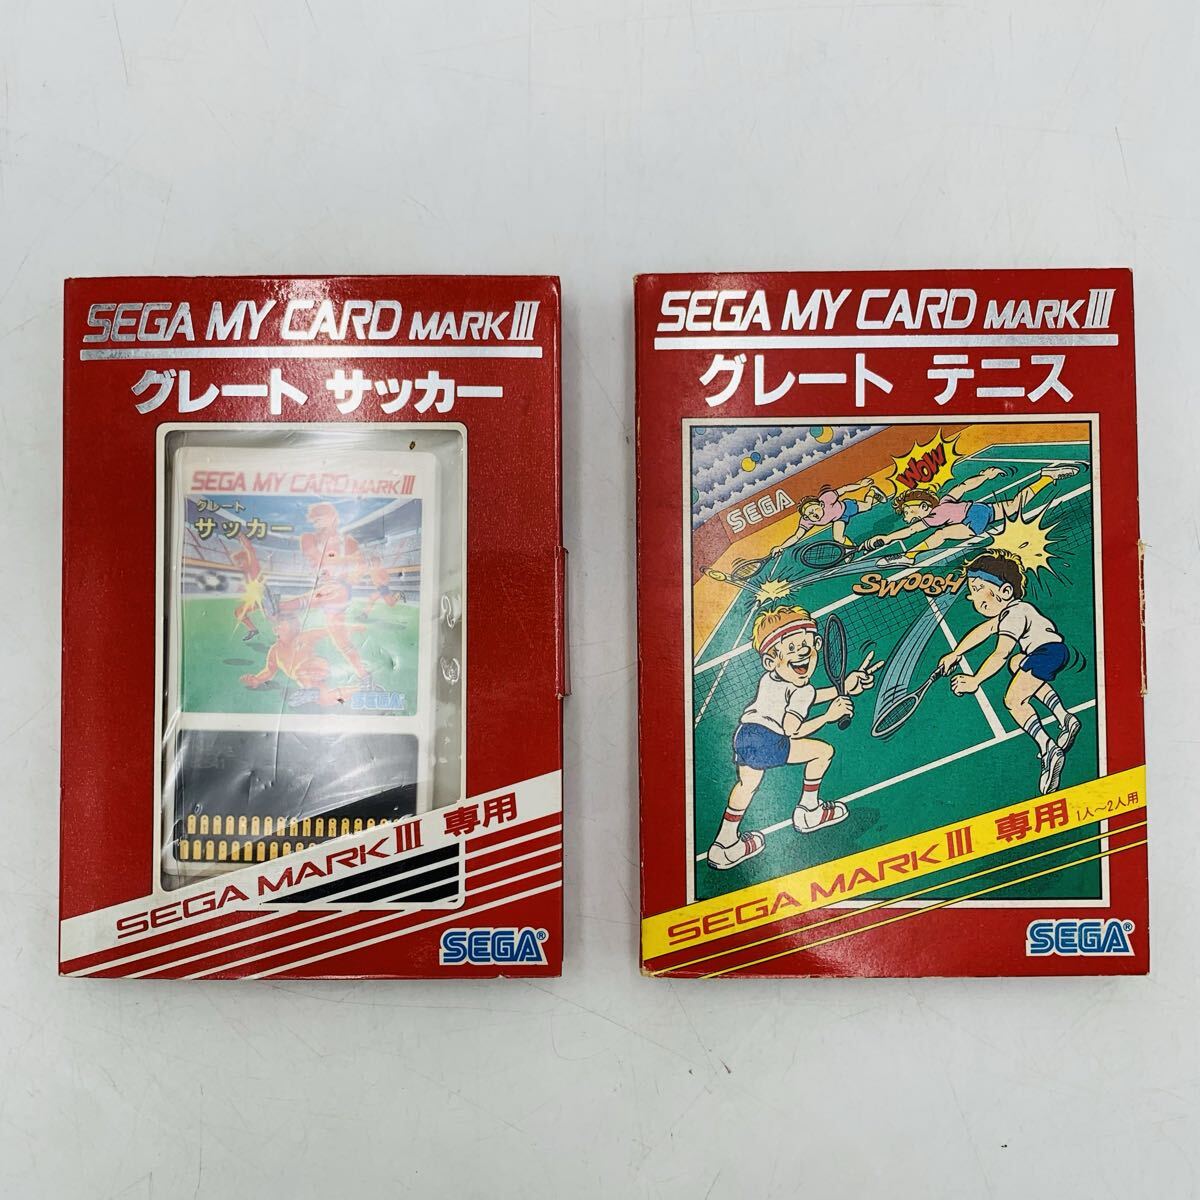 SEGA MY CARD MARK III
グレート サッカー
SEGA MY CARD MARK III
グレート
サッカー
SEGA
SEGA MARK III 専用
SEGA®
SEGA MY CARD MARK III
グレート テニス
WOW!
SEGA
SWOOSH
SEGA MARK III 専用 1人~2人用
SEGA®